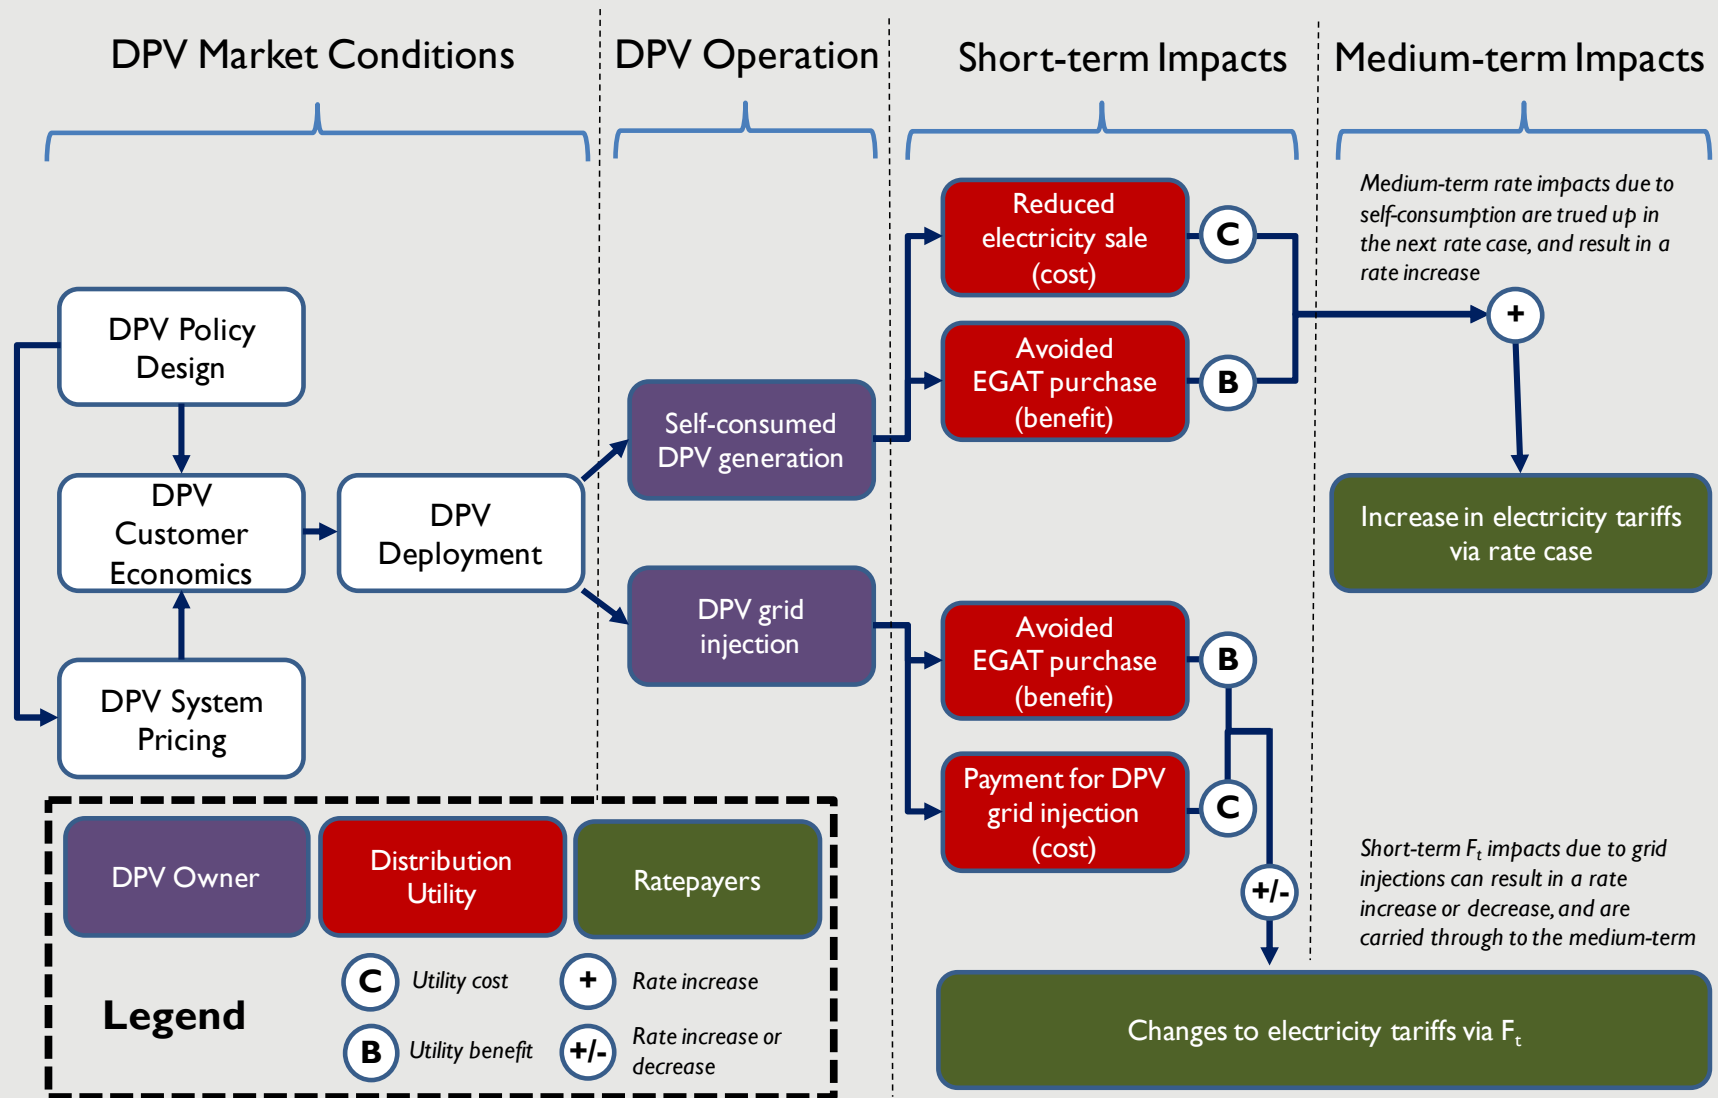 DPV Market Conditions
DPV Operation
Short-term Impacts
Medium-term Impacts
DPV Policy
Design
DPV
Customer
Economics
DPV System
Pricing
DPV
Deployment
Self-consumed
DPV generation
DPV grid
injection
Reduced
electricity sale
(cost)
C
Avoided
EGAT purchase
(benefit)
B
Avoided
EGAT purchase
(benefit)
B
Payment for DPV
grid injection
(cost)
C
+/-
Medium-term rate impacts due to
self-consumption are trued up in
the next rate case, and result in a
rate increase
+
Increase in electricity tariffs
via rate case
Short-term Ft impacts due to grid
injections can result in a rate
increase or decrease, and are
carried through to the medium-term
Changes to electricity tariffs via Ft
DPV Owner
Distribution
Utility
Ratepayers
Legend
C Utility cost
B Utility benefit
+ Rate increase
+/- Rate increase or
decrease